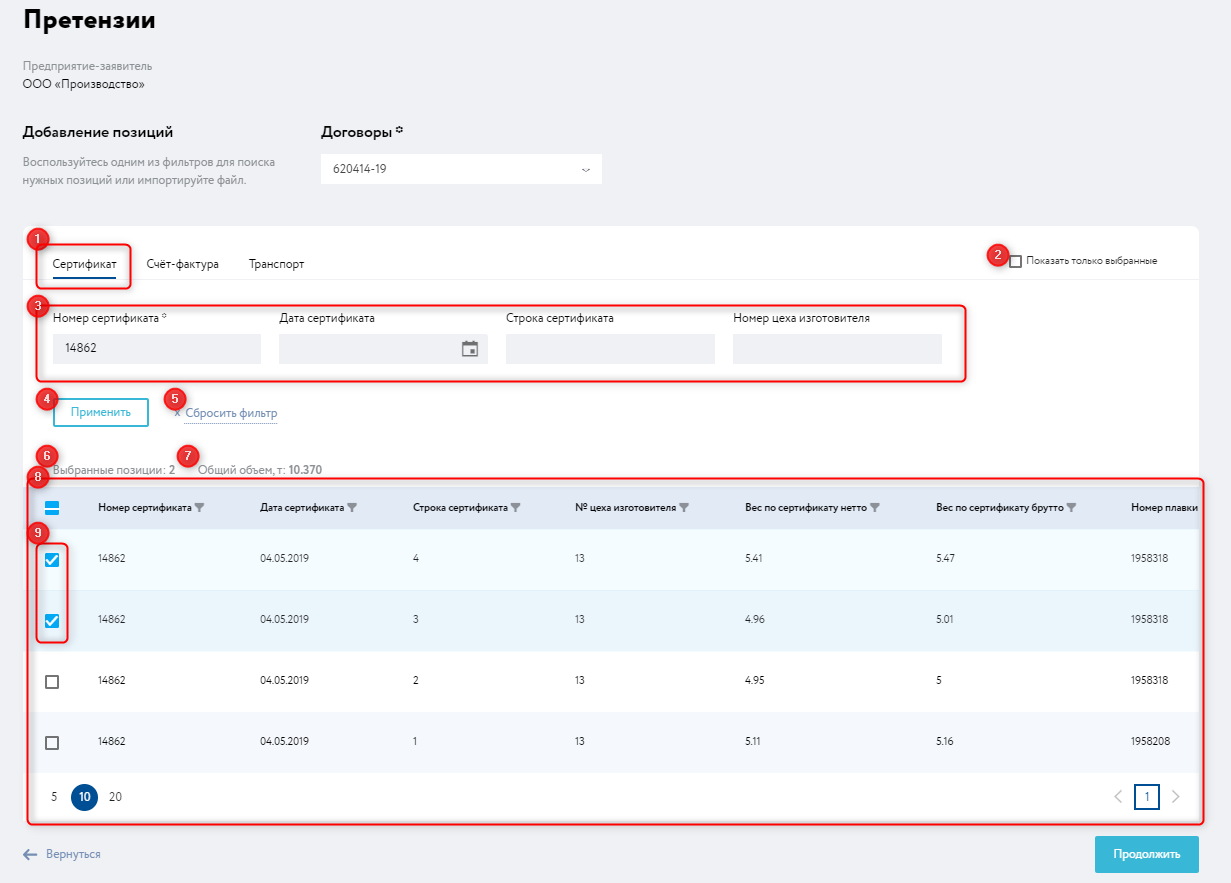 Претензии
Предприятие-заявитель
ООО «Производство»
Добавление позиций
Воспользуйтесь одним из фильтров для поиска
нужных позиций или импортируйте файл.
Договоры *
620414-19
1
Сертификат Счёт-фактура Транспорт
2
Показать только выбранные
3
Номер сертификата * Дата сертификата Строка сертификата Номер цеха изготовителя
14862
4
Применить
5
× Сбросить фильтр
6
Выбранные позиции: 2
7
Общий объем, т: 10.370
8
Номер сертификата Дата сертификата Строка сертификата № цеха изготовителя Вес по сертификату нетто Вес по сертификату брутто Номер плавки
9
14862 04.05.2019 4 13 5.41 5.47 1958318
14862 04.05.2019 3 13 4.96 5.01 1958318
14862 04.05.2019 2 13 4.95 5 1958318
14862 04.05.2019 1 13 5.11 5.16 1958208
5 10 20 1
Вернуться Продолжить